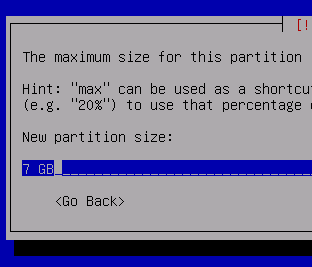 [!
The maximum size for this partition
Hint: "max" can be used as a shortcu
(e.g. "20%") to use that percentage
New partition size:
7 GB
<Go Back>